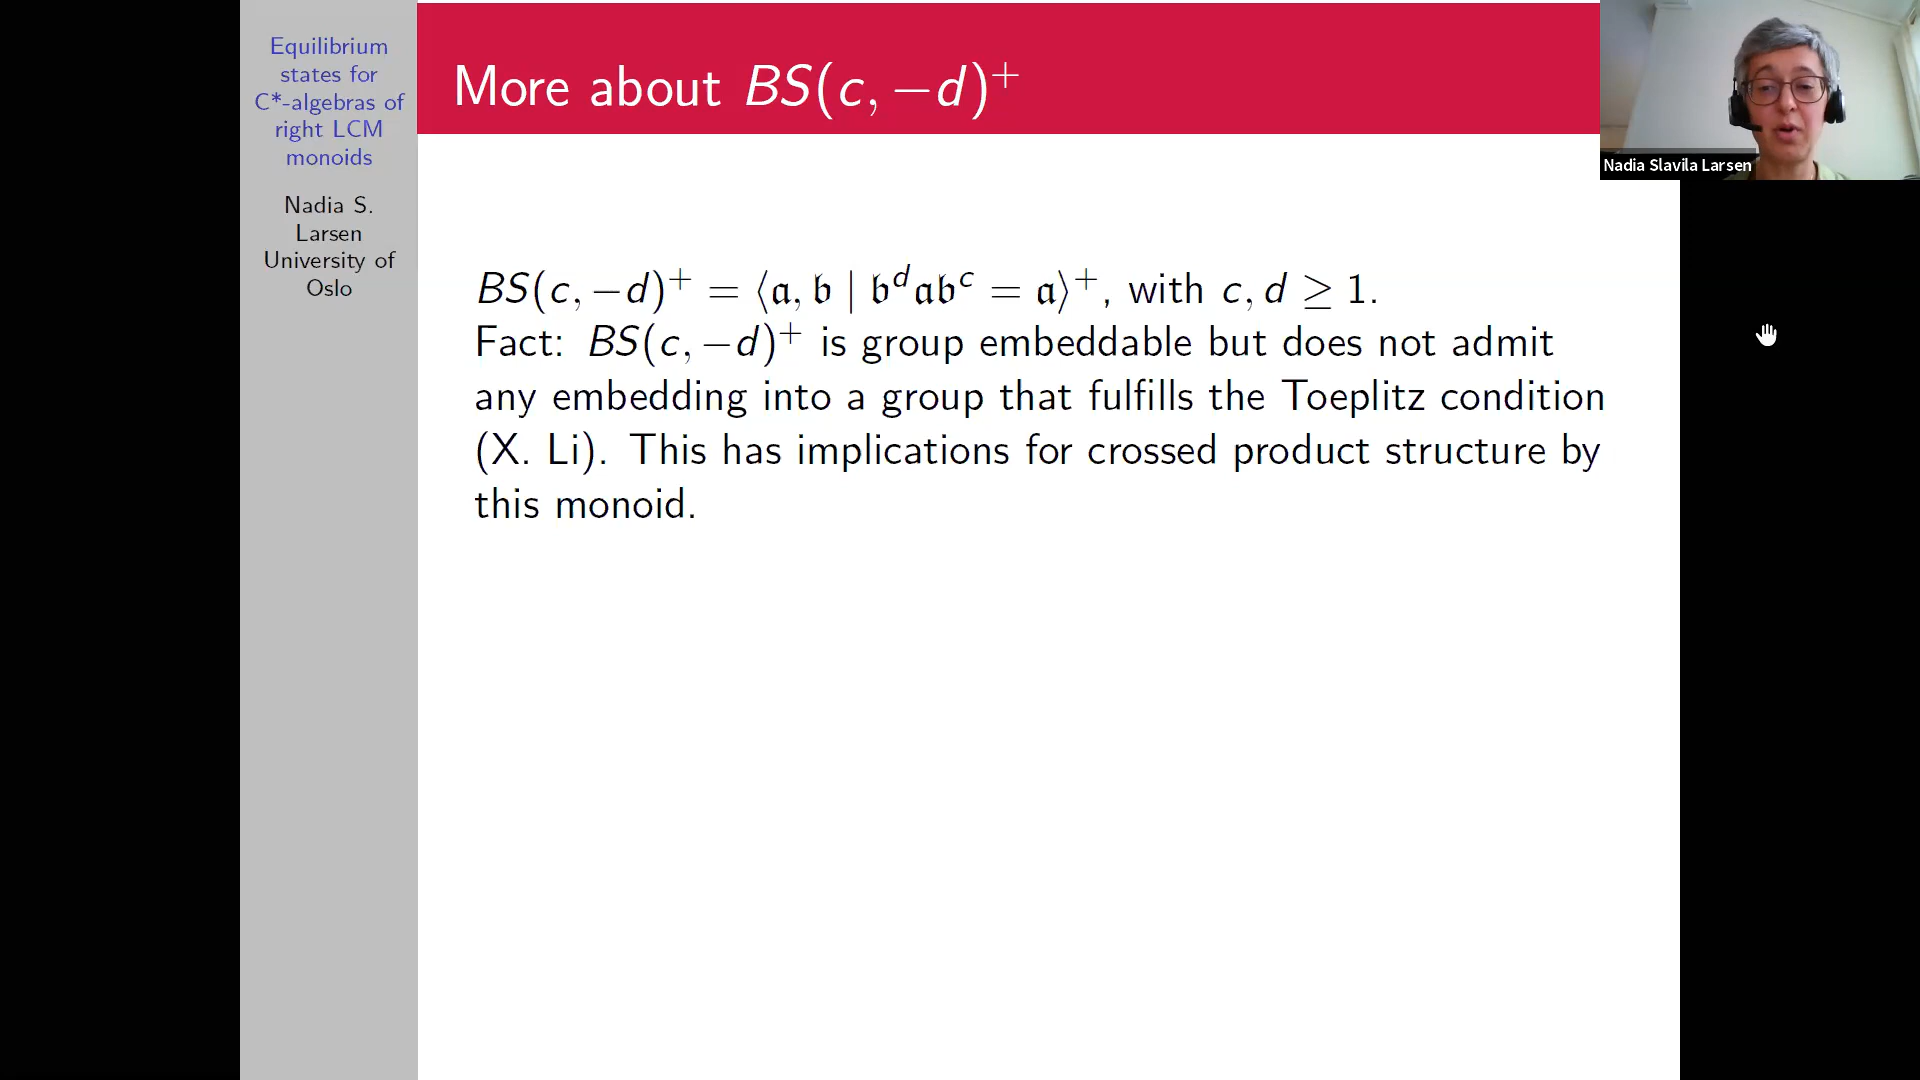 Equilibrium
states for
C*-algebras of
right LCM
monoids
Nadia S.
Larsen
University of
Oslo
More about BS(c, −d)⁺
Nadia Slavila Larsen
BS(c, −d)⁺ = ⟨𝔞, 𝔟 | 𝔟ᵈ𝔞𝔟ᶜ = 𝔞⟩⁺, with c, d ≥ 1.
Fact: BS(c, −d)⁺ is group embeddable but does not admit
any embedding into a group that fulfills the Toeplitz condition
(X. Li). This has implications for crossed product structure by
this monoid.